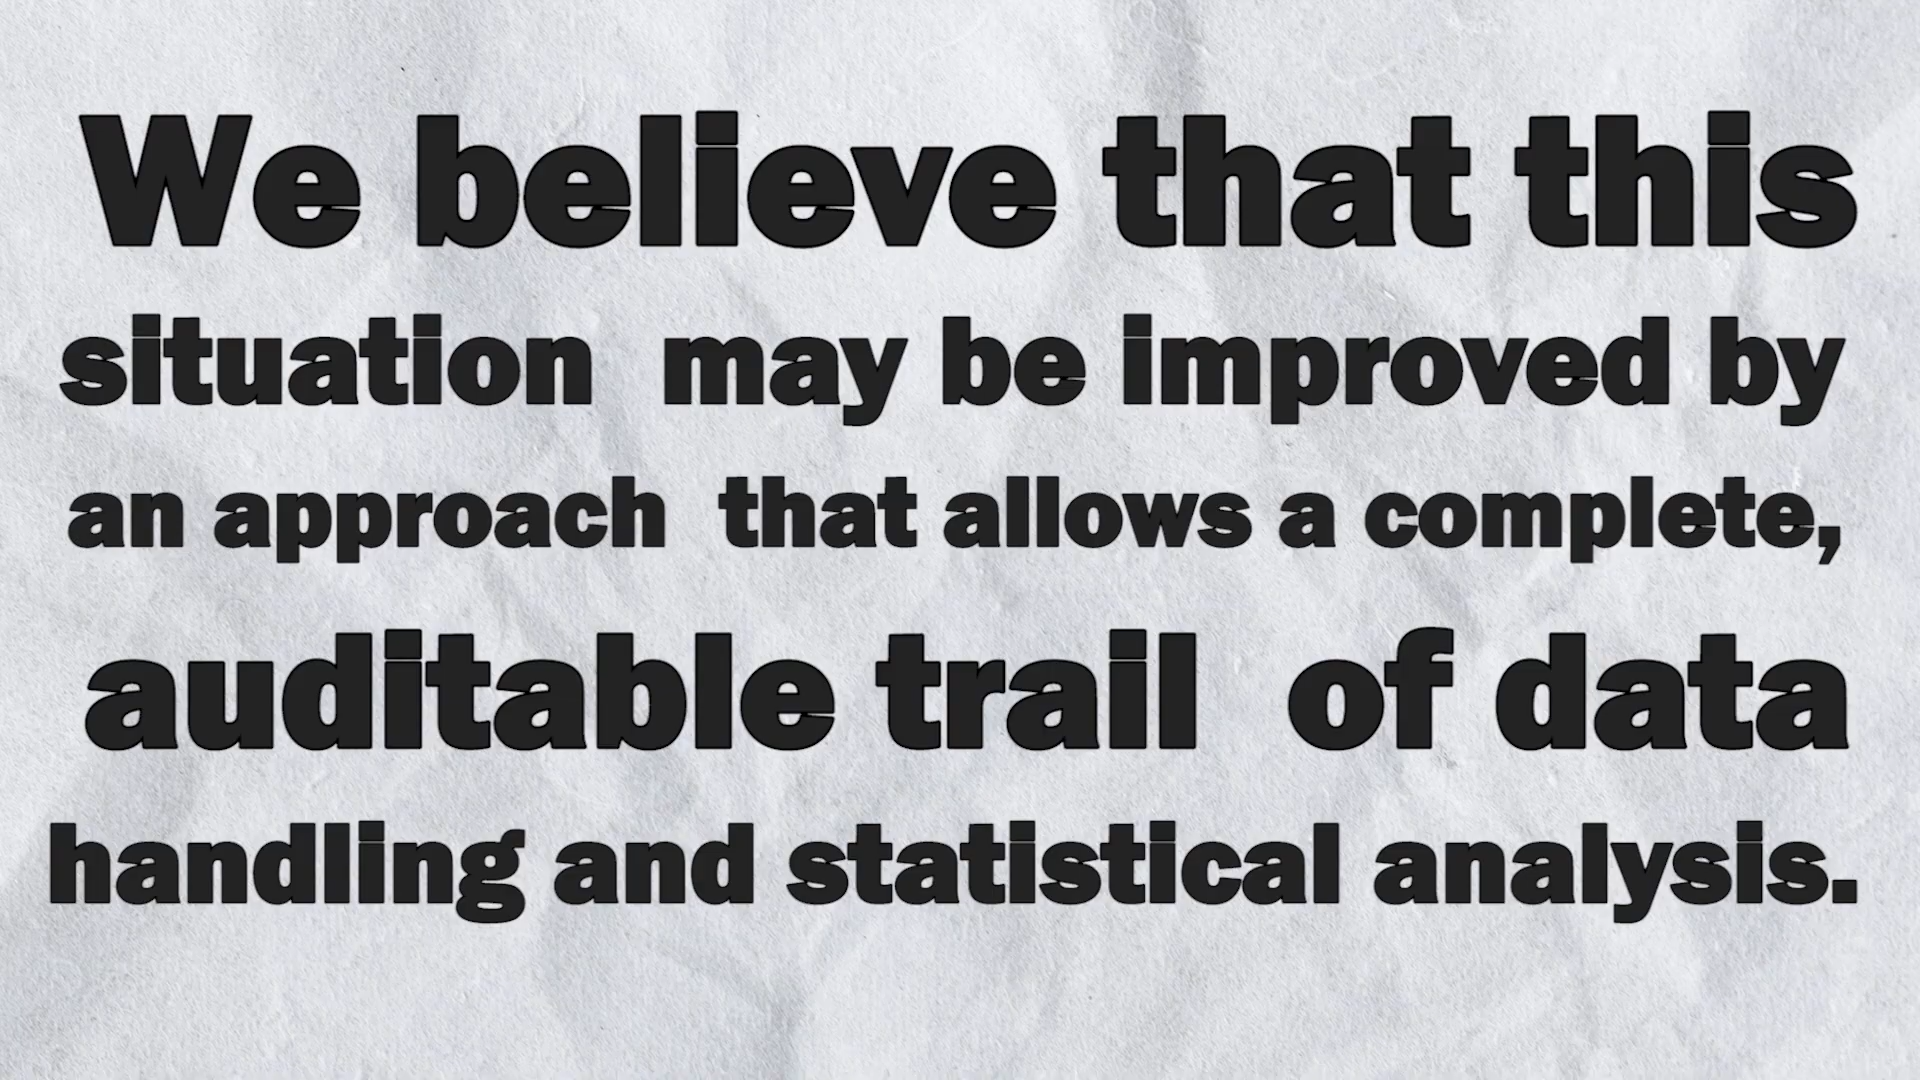 We believe that this
situation  may be improved by
an approach  that allows a complete,
auditable trail  of data
handling and statistical analysis.